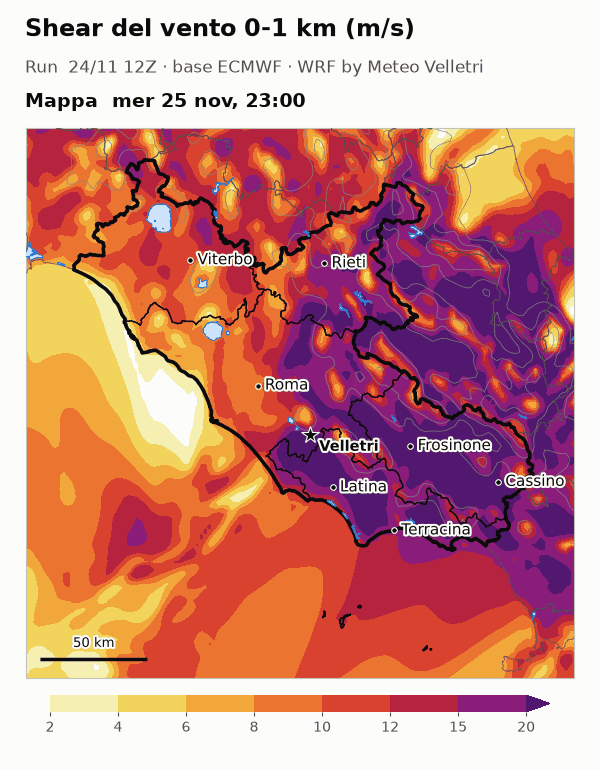 Shear del vento 0-1 km (m/s)
Run  24/11 12Z · base ECMWF · WRF by Meteo Velletri
Mappa  mer 25 nov, 23:00
Viterbo
Rieti
Roma
Velletri
Frosinone
Latina
Cassino
Terracina
50 km
2 4 6 8 10 12 15 20